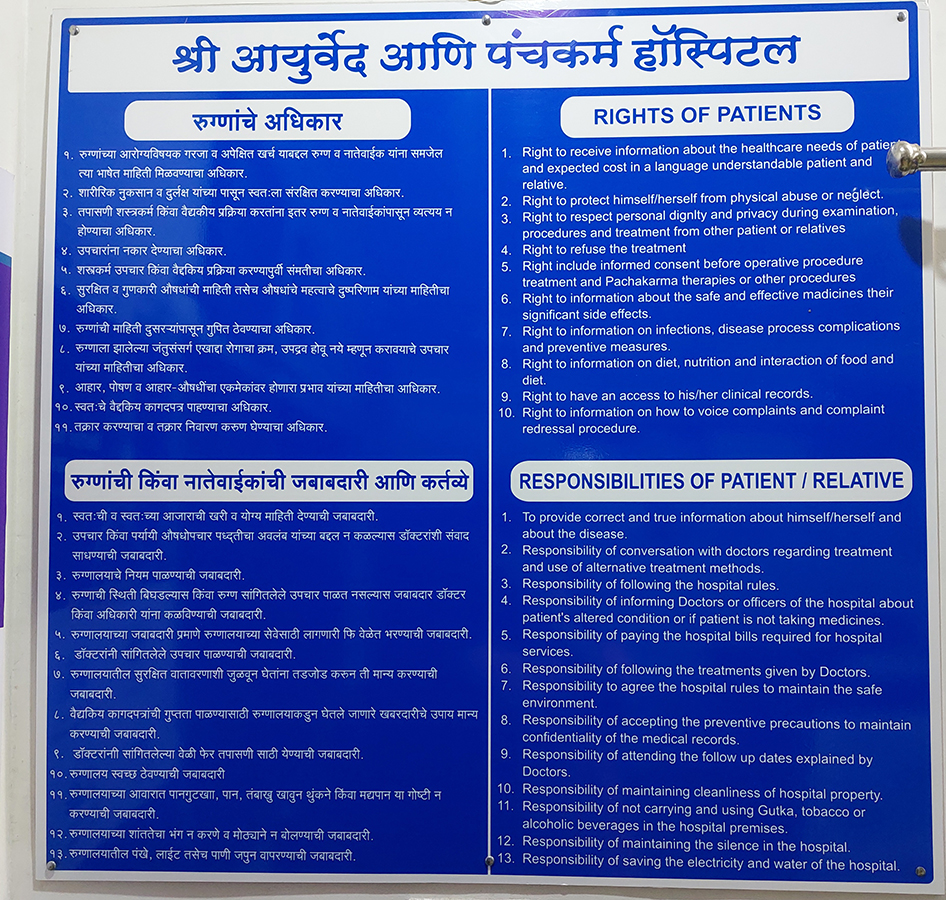 श्री आयुर्वेद आणि पंचकर्म हॉस्पिटल
रुग्णांचे अधिकार
१. रुग्णांच्या आरोग्यविषयक गरजा व अपेक्षित खर्च याबद्दल रुग्ण व नातेवाईक यांना समजेल
त्या भाषेत माहिती मिळवण्याचा अधिकार.
२. शारीरिक नुकसान व दुर्लक्ष यांच्या पासून स्वतःला संरक्षित करण्याचा अधिकार.
३. तपासणी शस्त्रकर्म किंवा वैद्यकीय प्रक्रिया करतांना इतर रुग्ण व नातेवाईकांपासून व्यत्यय न
होण्याचा अधिकार.
४. उपचारांना नकार देण्याचा अधिकार.
५. शस्त्रकर्म उपचार किंवा वैद्यकिय प्रक्रिया करण्यापुर्वी संमतीचा अधिकार.
६. सुरक्षित व गुणकारी औषधांची माहिती तसेच औषधांचे महत्वाचे दुष्परिणाम यांच्या माहितीचा
अधिकार.
७. रुग्णांची माहिती दुसऱ्यांपासून गुपित ठेवण्याचा अधिकार.
८. रुग्णाला झालेल्या जंतुसंसर्ग एखाद्या रोगाचा क्रम, उपद्रव होवू नये म्हणून करावयाचे उपचार
यांच्या माहितीचा अधिकार.
९. आहार, पोषण व आहार-औषधींचा एकमेकांवर होणारा प्रभाव यांच्या माहितीचा आधिकार.
१०. स्वतःचे वैद्दकिय कागदपत्र पाहण्याचा अधिकार.
११. तक्रार करण्याचा व तक्रार निवारण करुण घेण्याचा अधिकार.
RIGHTS OF PATIENTS
1. Right to receive information about the healthcare needs of
and expected cost in a language understandable patient and
relative.
2. Right to protect himself/herself from physical abuse or neglect.
3. Right to respect personal dignlty and privacy during examination,
procedures and treatment from other patient or relatives
4. Right to refuse the treatment
5. Right include informed consent before operative procedure
treatment and Pachakarma therapies or other procedures
6. Right to information about the safe and effective madicines their
significant side effects.
7. Right to information on infections, disease process complications
and preventive measures.
8. Right to information on diet, nutrition and interaction of food and
diet.
9. Right to have an access to his/her clinical records.
10. Right to information on how to voice complaints and complaint
redressal procedure.
रुग्णांची किंवा नातेवाईकांची जबाबदारी आणि कर्तव्ये
१. स्वतःची व स्वतःच्या आजाराची खरी व योग्य माहिती देण्याची जबाबदारी.
२. उपचार किंवा पर्यायी औषधोपचार पध्द्तीचा अवलंब यांच्या बद्दल न कळल्यास डॉक्टरांशी संवाद
साधण्याची जबाबदारी.
३. रुग्णालयाचे नियम पाळण्याची जबाबदारी.
४. रुग्णाची स्थिती बिघडल्यास किंवा रुग्ण सांगितलेले उपचार पाळत नसल्यास जबाबदार डॉक्टर
किंवा अधिकारी यांना कळविण्याची जबाबदारी.
५. रुग्णालयाच्या जबाबदारी प्रमाणे रुग्णालयाच्या सेवेसाठी लागणारी फि वेळेत भरण्याची जबाबदारी.
६. डॉक्टरांनी सांगितलेले उपचार पाळण्याची जबाबदारी.
७. रुग्णालयातील सुरक्षित वातावरणाशी जुळवून घेतांना तडजोड करुन ती मान्य करण्याची
जबाबदारी.
८. वैद्यकिय कागदपत्रांची गुप्तता पाळण्यासाठी रुग्णालयाकडुन घेतले जाणारे खबरदारीचे उपाय मान्य
करण्याची जबाबदारी.
९. डॉक्टरांनाी सांगितलेल्या वेळी फेर तपासणी साठी येण्याची जबाबदारी.
१०. रुग्णालय स्वच्छ ठेवण्याची जबाबदारी
११. रुग्णालयाच्या आवारात पानगुटखाा, पान, तंबाखु खावुन थुंकने किंवा मद्यपान या गोष्टी न
करण्याची जबाबदारी.
१२. रुग्णालयाच्या शांततेचा भंग न करणे व मोठ्याने न बोलण्याची जबाबदारी.
१३. रुग्णालयातील पंखे, लाईट तसेच पाणी जपुन वापरण्याची जबाबदारी.
RESPONSIBILITIES OF PATIENT / RELATIVE
1. To provide correct and true information about himself/herself and
about the disease.
2. Responsibility of conversation with doctors regarding treatment
and use of alternative treatment methods.
3. Responsibility of following the hospital rules.
4. Responsibility of informing Doctors or officers of the hospital about
patient's altered condition or if patient is not taking medicines.
5. Responsibility of paying the hospital bills required for hospital
services.
6. Responsibility of following the treatments given by Doctors.
7. Responsibility to agree the hospital rules to maintain the safe
environment.
8. Responsibility of accepting the preventive precautions to maintain
confidentiality of the medical records.
9. Responsibility of attending the follow up dates explained by
Doctors.
10. Responsibility of maintaining cleanliness of hospital property.
11. Responsibility of not carrying and using Gutka, tobacco or
alcoholic beverages in the hospital premises.
12. Responsibility of maintaining the silence in the hospital.
13. Responsibility of saving the electricity and water of the hospital.